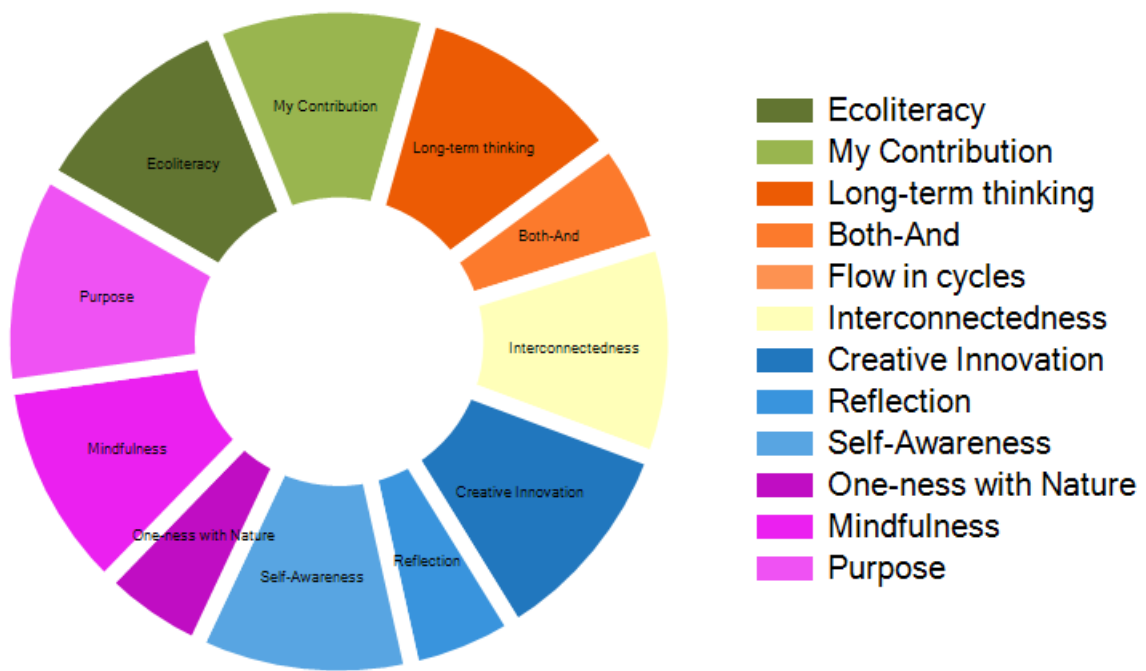 My Contribution
Long-term thinking
Ecoliteracy
Both-And
Purpose
Interconnectedness
Mindfulness
Creative Innovation
One-ness with Nature
Reflection
Self-Awareness
Ecoliteracy
My Contribution
Long-term thinking
Both-And
Flow in cycles
Interconnectedness
Creative Innovation
Reflection
Self-Awareness
One-ness with Nature
Mindfulness
Purpose